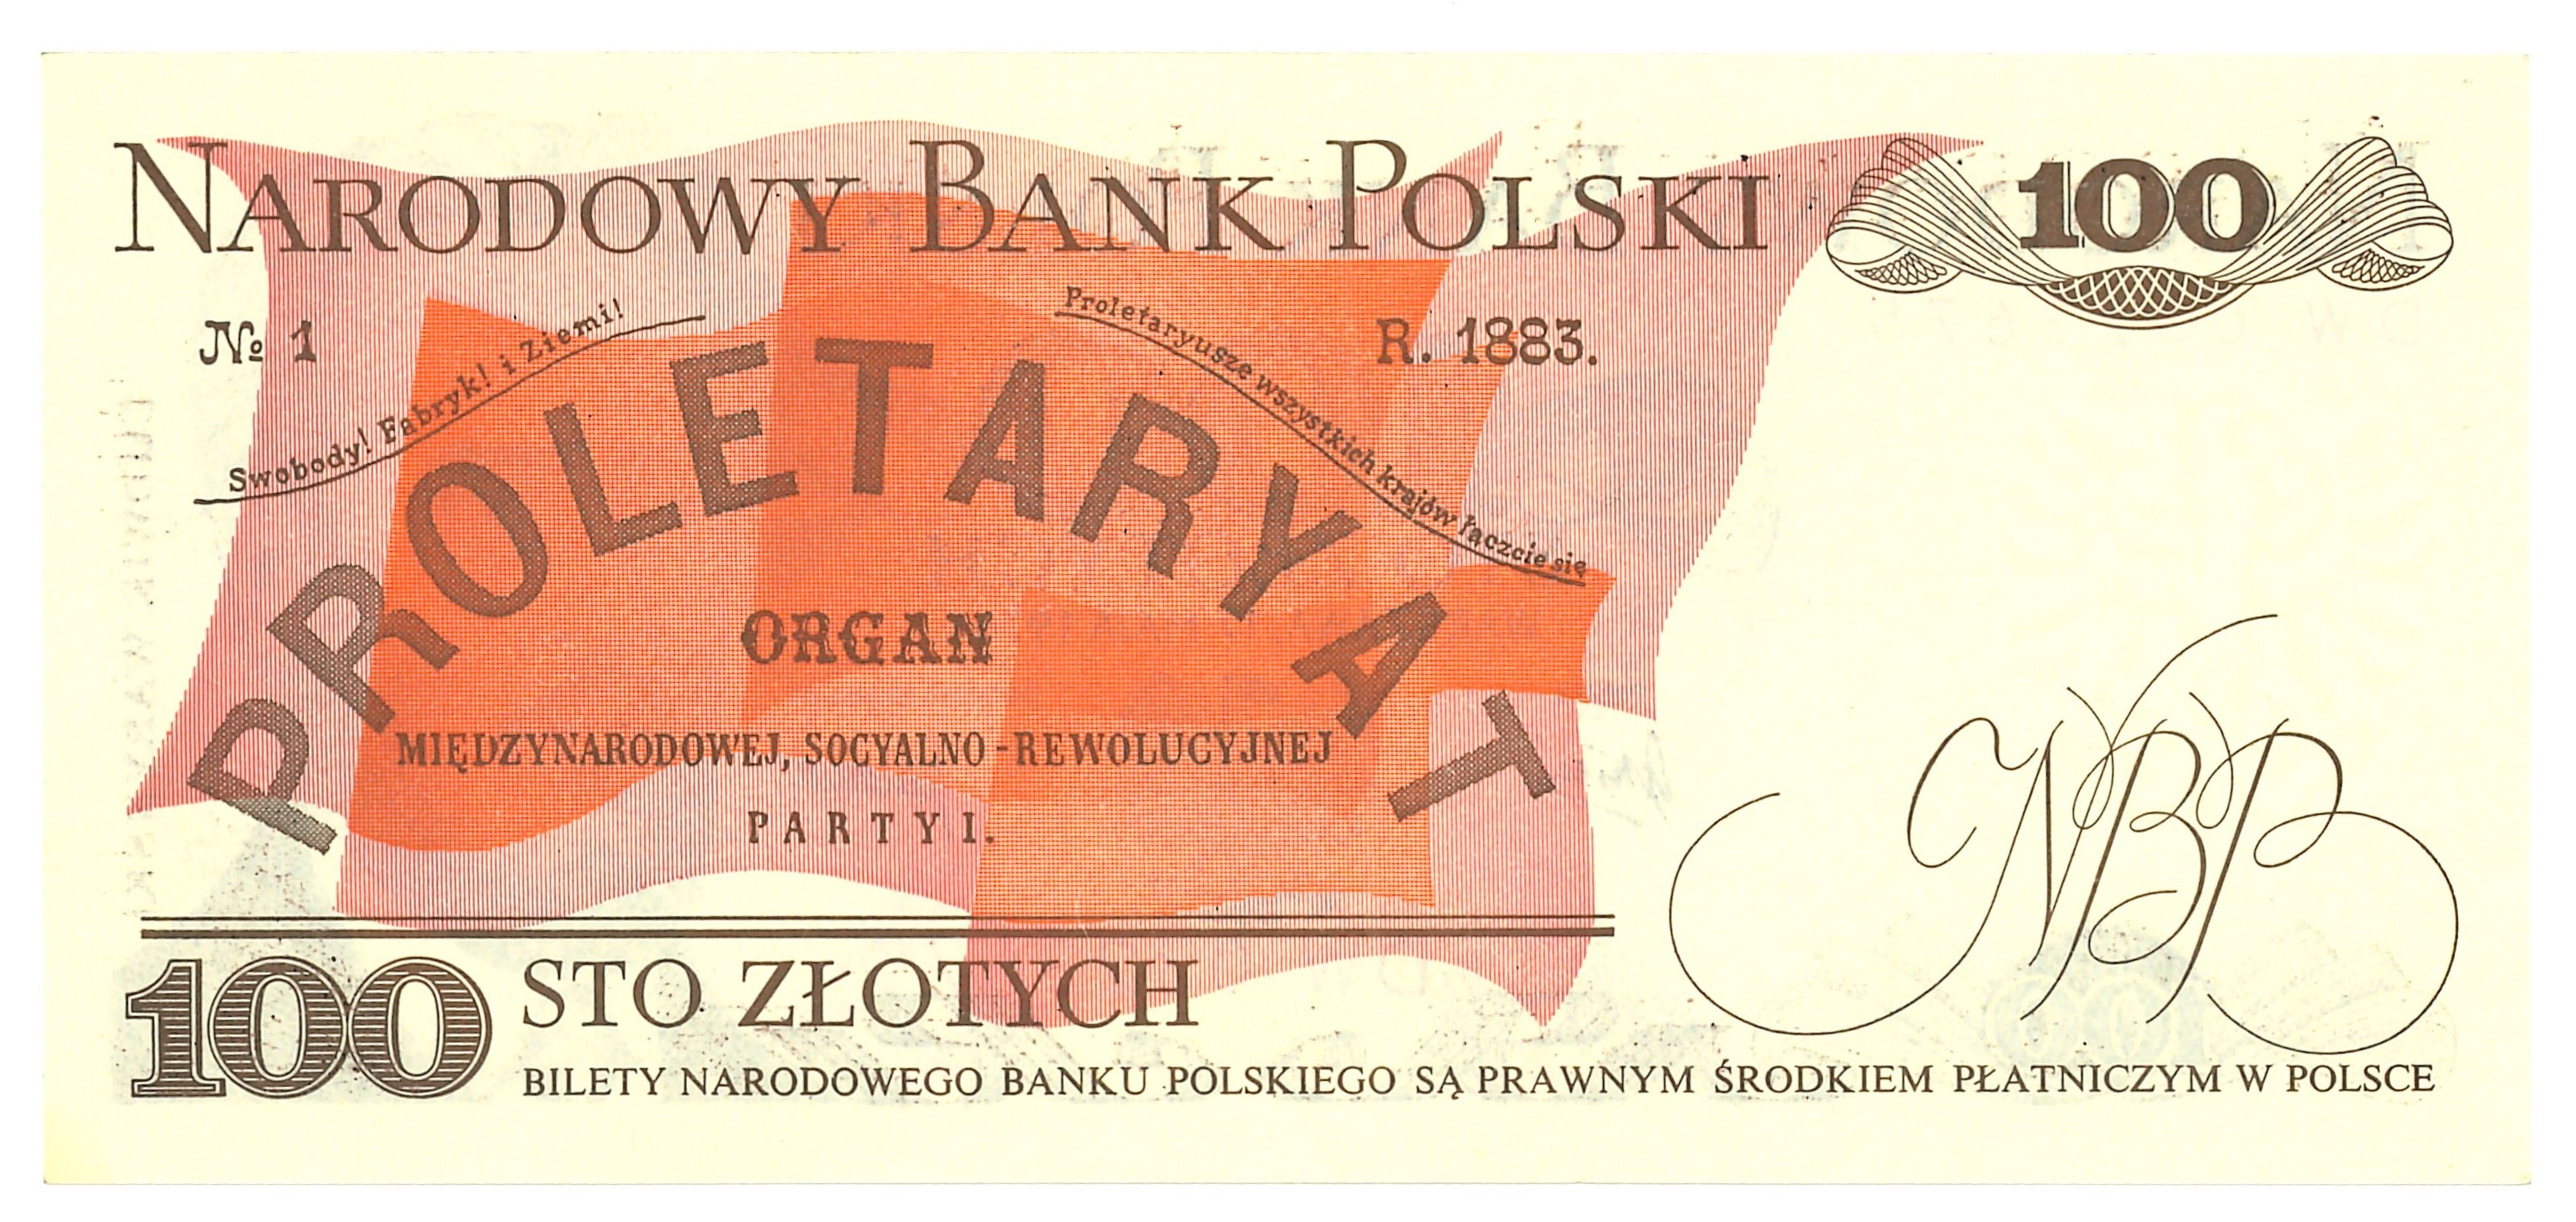 NARODOWY BANK POLSKI
100
№ 1
Swobody! Fabryk! i Ziemi!
Proletaryusze wszystkich krajów łączcie się
R. 1883.
PROLETARYAT
ORGAN
MIĘDZYNARODOWEJ, SOCYALNO-REWOLUCYJNEJ
PARTYI.
NBP
100 STO ZŁOTYCH
BILETY NARODOWEGO BANKU POLSKIEGO SĄ PRAWNYM ŚRODKIEM PŁATNICZYM W POLSCE